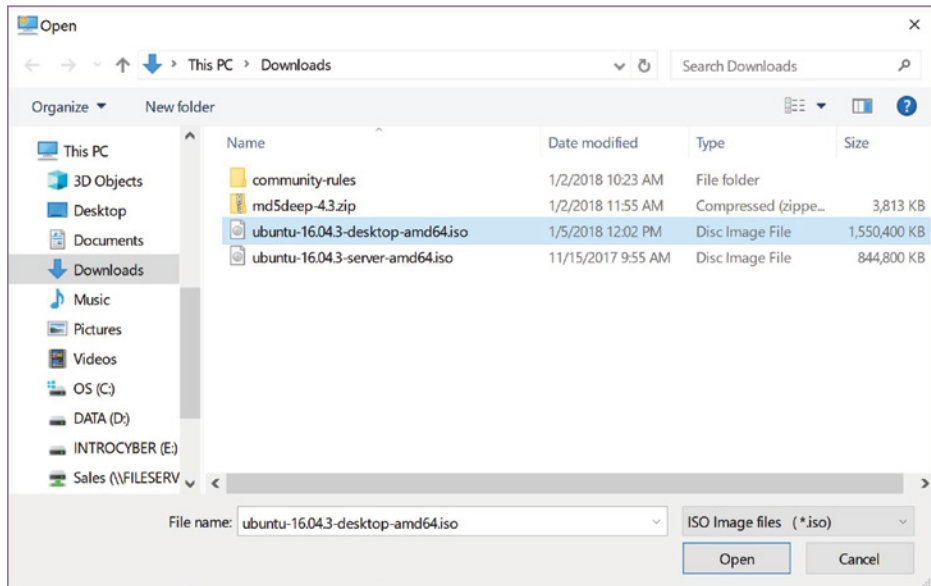 Open
This PC > Downloads
Search Downloads
Organize New folder
Name Date modified Type Size
This PC
3D Objects
Desktop
Documents
Downloads
Music
Pictures
Videos
OS (C:)
DATA (D:)
INTROCYBER (E:)
Sales (\\FILESERV
community-rules 1/2/2018 10:23 AM File folder
md5deep-4.3.zip 1/2/2018 11:55 AM Compressed (zippe... 3,813 KB
ubuntu-16.04.3-desktop-amd64.iso 1/5/2018 12:02 PM Disc Image File 1,550,400 KB
ubuntu-16.04.3-server-amd64.iso 11/15/2017 9:55 AM Disc Image File 844,800 KB
File name: ubuntu-16.04.3-desktop-amd64.iso ISO Image files (*.iso)
Open Cancel